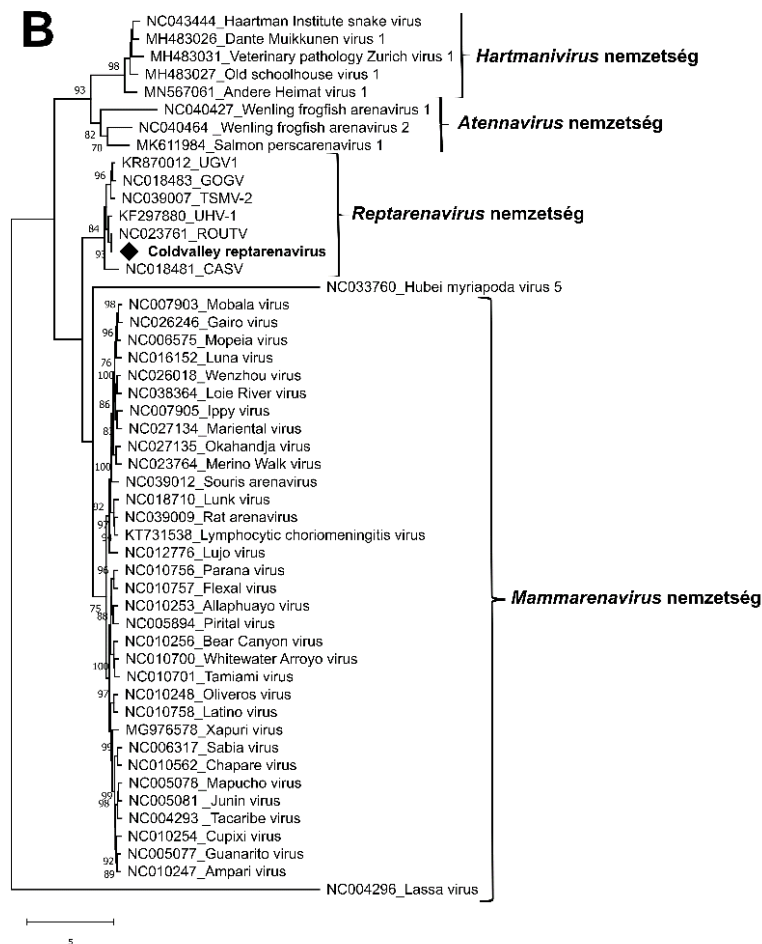 B
NC043444_Haartman Institute snake virus
MH483026_Dante Muikkunen virus 1
98
MH483031_Veterinary pathology Zurich virus 1
Hartmanivirus nemzetség
MH483027_Old schoolhouse virus 1
93
MN567061_Andere Heimat virus 1
NC040427_Wenling frogfish arenavirus 1
Atennavirus nemzetség
82
NC040464_Wenling frogfish arenavirus 2
70
MK611984_Salmon perscarenavirus 1
KR870012_UGV1
96
NC018483_GOGV
NC039007_TSMV-2
KF297880_UHV-1
Reptarenavirus nemzetség
84
NC023761_ROUTV
Coldvalley reptarenavirus
93
NC018481_CASV
NC033760_Hubei myriapoda virus 5
98
NC007903_Mobala virus
NC026246_Gairo virus
96
NC006575_Mopeia virus
76
NC016152_Luna virus
100
NC026018_Wenzhou virus
NC038364_Loie River virus
86
NC007905_Ippy virus
NC027134_Mariental virus
NC027135_Okahandja virus
100
NC023764_Merino Walk virus
NC039012_Souris arenavirus
NC018710_Lunk virus
92
NC039009_Rat arenavirus
97
KT731538_Lymphocytic choriomeningitis virus
NC012776_Lujo virus
96
NC010756_Parana virus
NC010757_Flexal virus
75
NC010253_Allaphuayo virus
Mammarenavirus nemzetség
88
NC005894_Pirital virus
NC010256_Bear Canyon virus
NC010700_Whitewater Arroyo virus
100
NC010701_Tamiami virus
97
NC010248_Oliveros virus
NC010758_Latino virus
MG976578_Xapuri virus
99
NC006317_Sabia virus
NC010562_Chapare virus
NC005078_Mapucho virus
99
98
NC005081_Junin virus
NC004293_Tacaribe virus
NC010254_Cupixi virus
92
NC005077_Guanarito virus
89
NC010247_Ampari virus
NC004296_Lassa virus
5